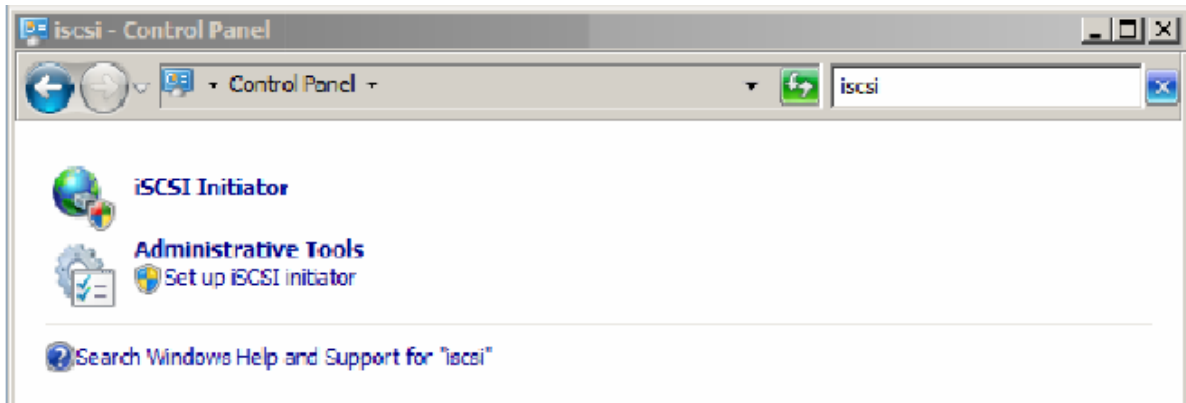 iscsi - Control Panel
Control Panel
iscsi
iSCSI Initiator
Administrative Tools
Set up iSCSI initiator
Search Windows Help and Support for "iscsi"